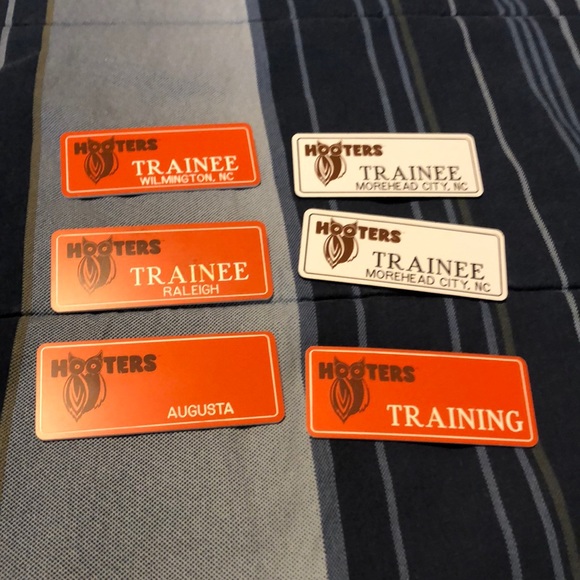 HOOTERS
TRAINEE
WILMINGTON, NC
HOOTERS
TRAINEE
MOREHEAD CITY, NC
HOOTERS
TRAINEE
RALEIGH
HOOTERS
TRAINEE
MOREHEAD CITY, NC
HOOTERS
AUGUSTA
HOOTERS
TRAINING